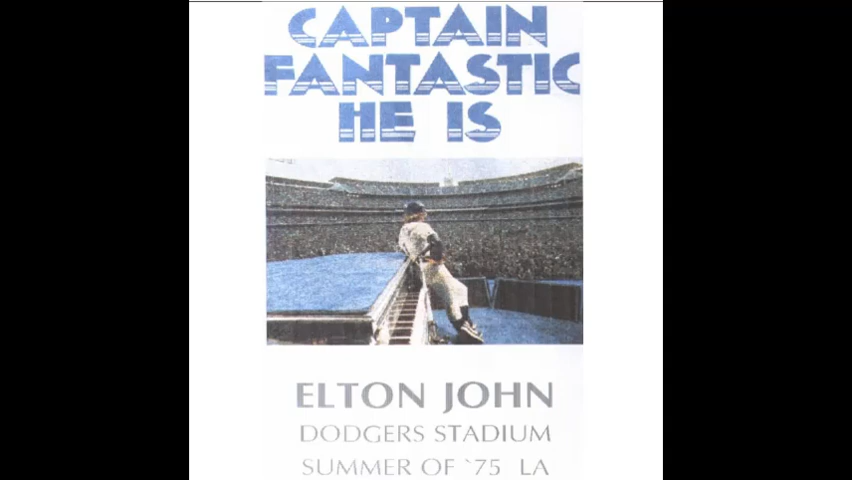 CAPTAIN
FANTASTIC
HE IS
ELTON JOHN
DODGERS STADIUM
SUMMER OF `75 LA